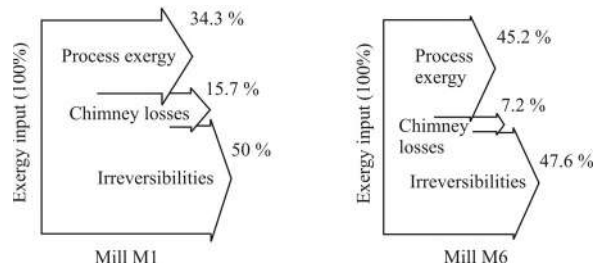 34.3 %
Process exergy
15.7 %
Chimney losses
50 %
Irreversibilities
Exergy input (100%)
Mill M1
45.2 %
Process
exergy
7.2 %
Chimney
losses
47.6 %
Irreversibilities
Exergy input (100%)
Mill M6